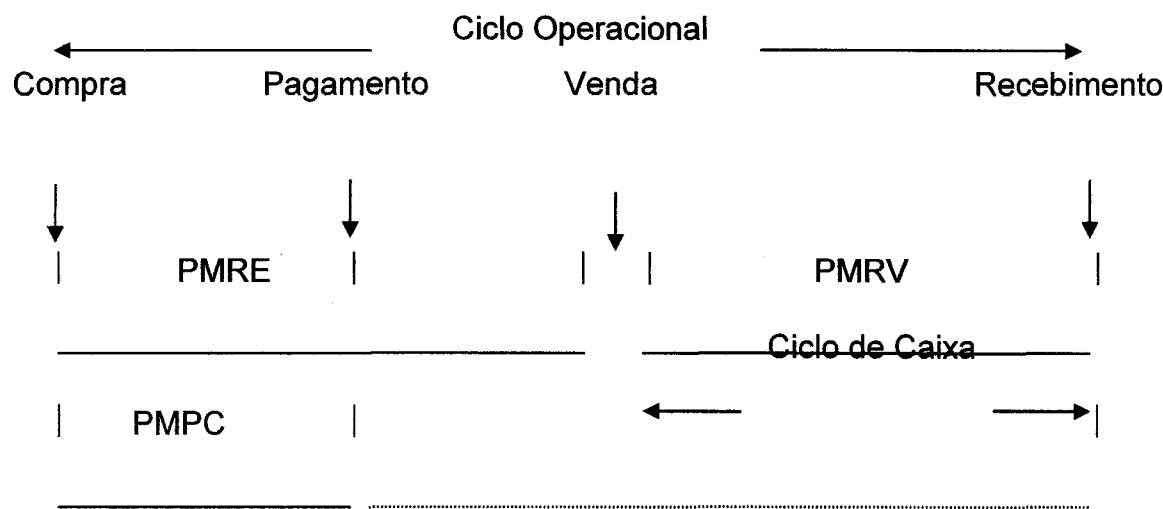 Ciclo Operacional
Compra Pagamento Venda Recebimento
PMRE PMRV
Ciclo de Caixa
PMPC